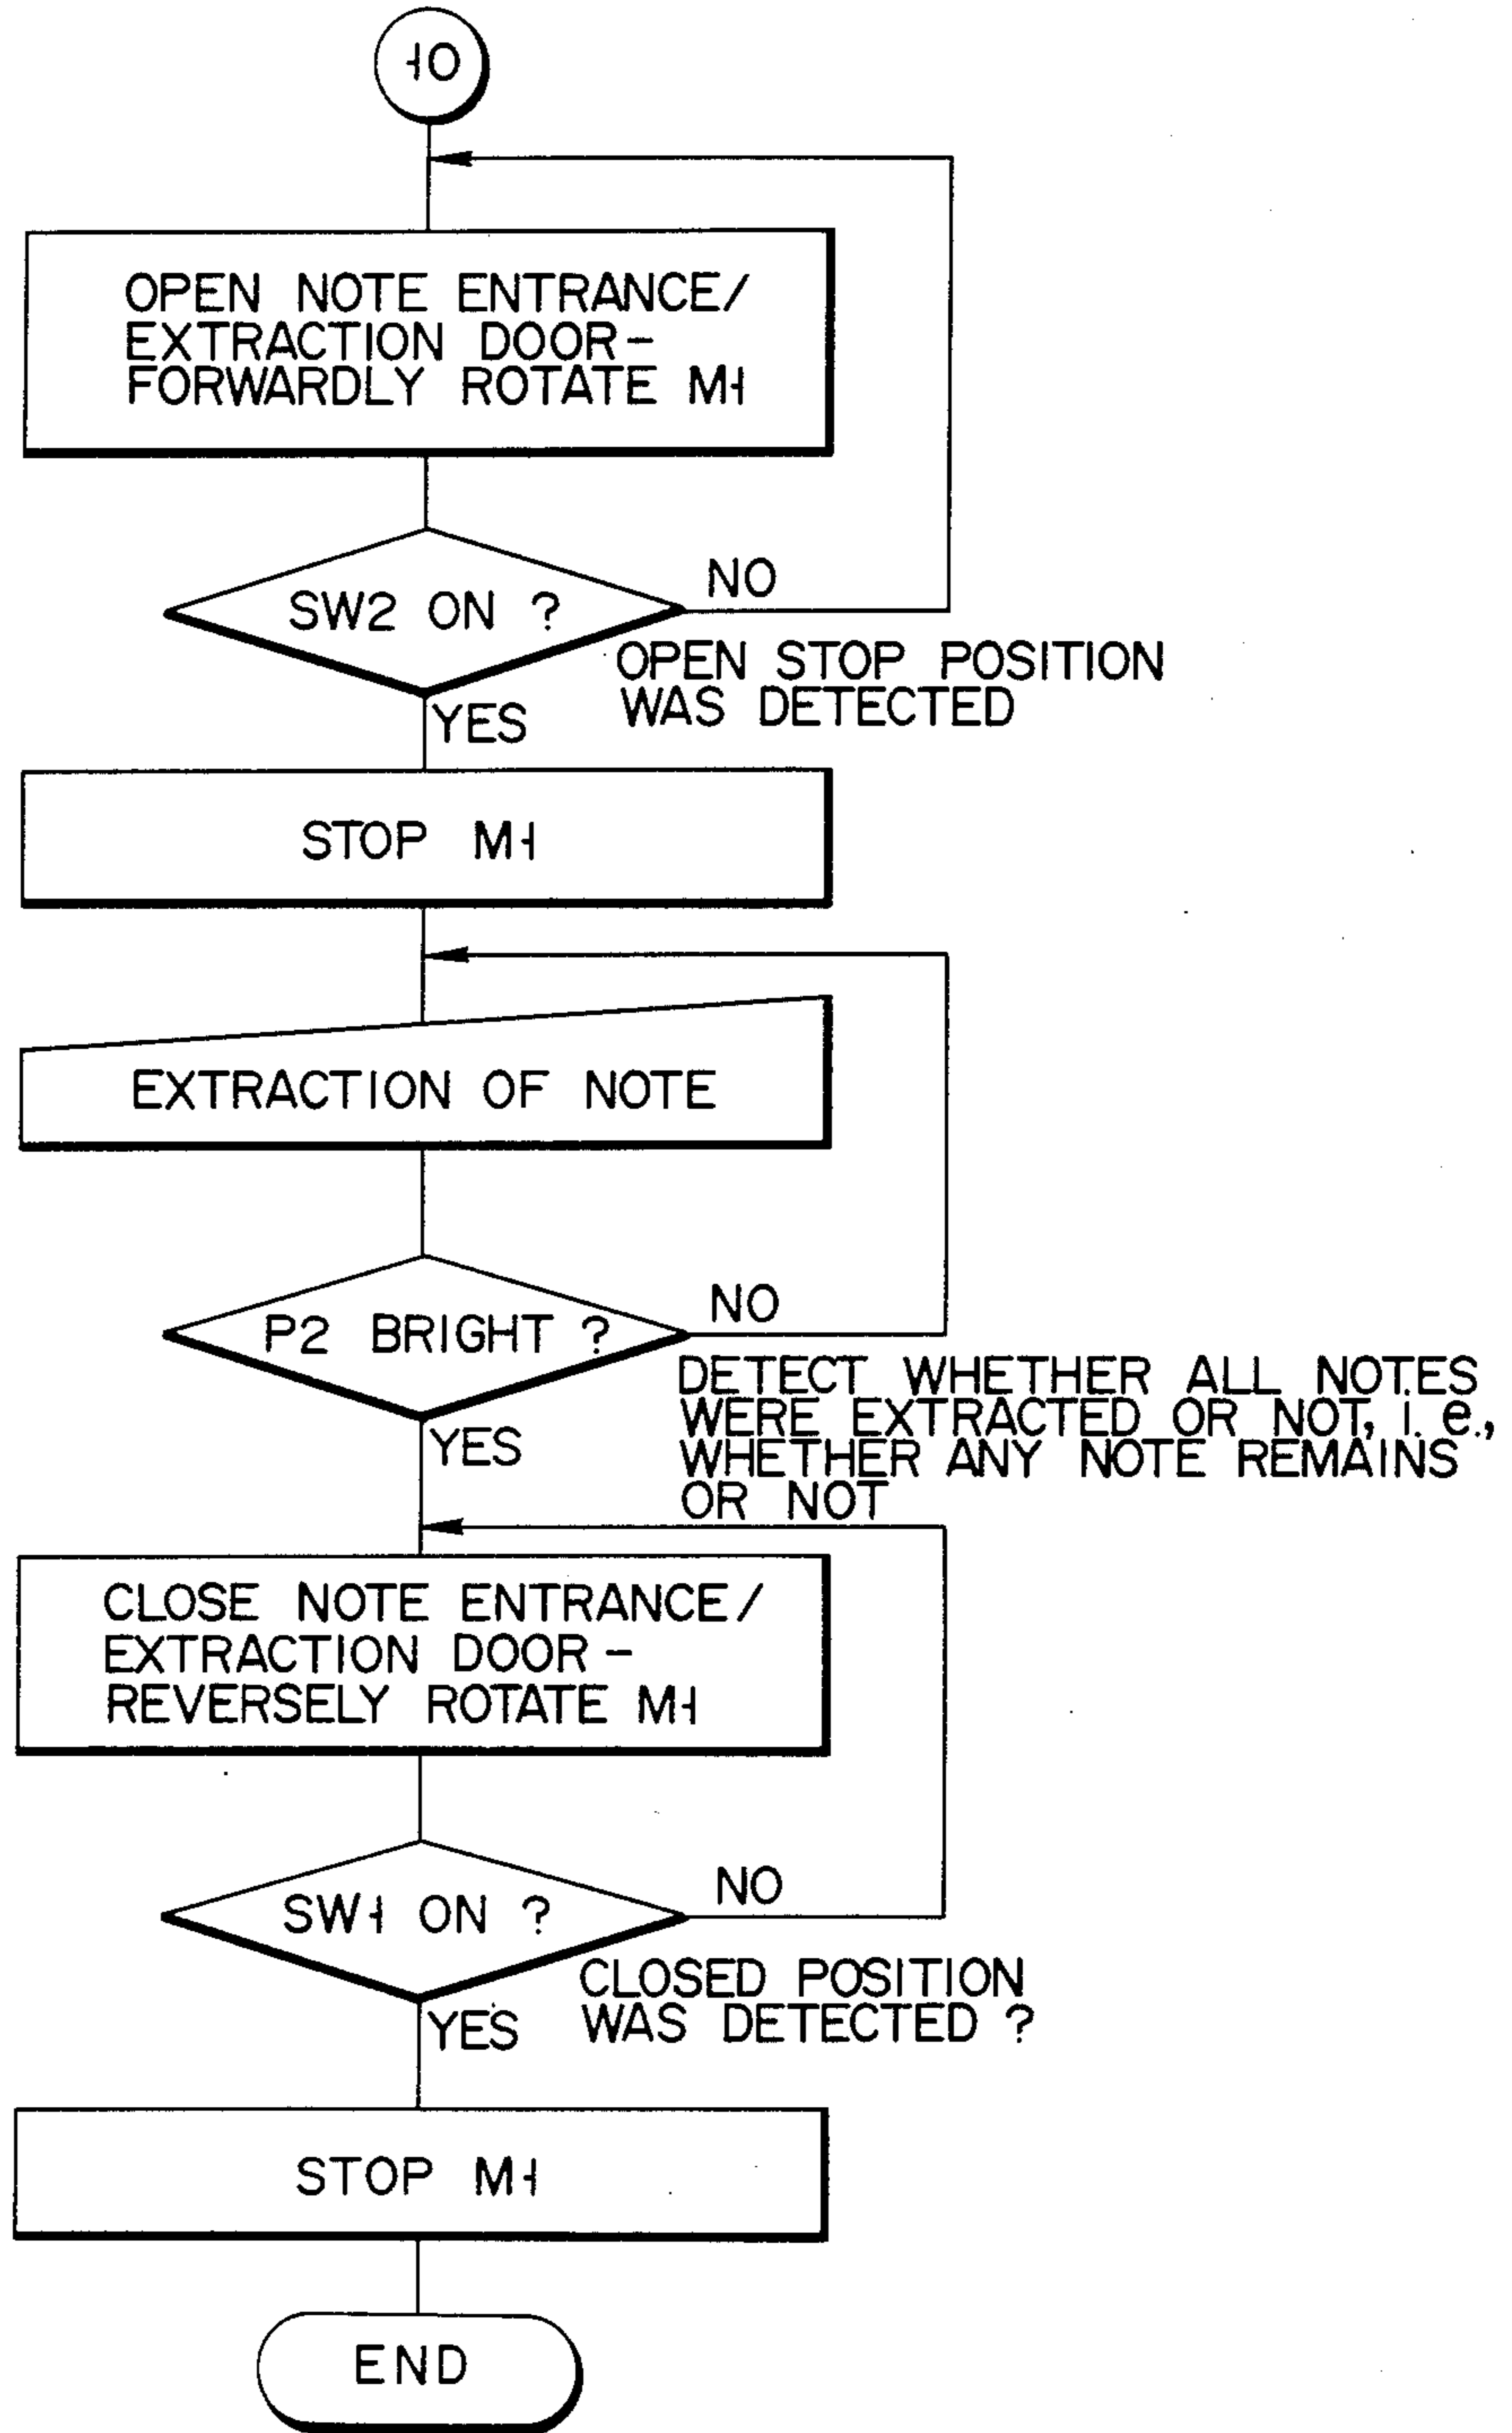 10
OPEN NOTE ENTRANCE/
EXTRACTION DOOR-
FORWARDLY ROTATE M1
SW2 ON ?
NO
OPEN STOP POSITION
WAS DETECTED
YES
STOP M1
EXTRACTION OF NOTE
P2 BRIGHT ?
NO
DETECT WHETHER ALL NOTES
WERE EXTRACTED OR NOT, i. e.,
WHETHER ANY NOTE REMAINS
OR NOT
YES
CLOSE NOTE ENTRANCE/
EXTRACTION DOOR-
REVERSELY ROTATE M1
SW1 ON ?
NO
CLOSED POSITION
WAS DETECTED ?
YES
STOP M1
END